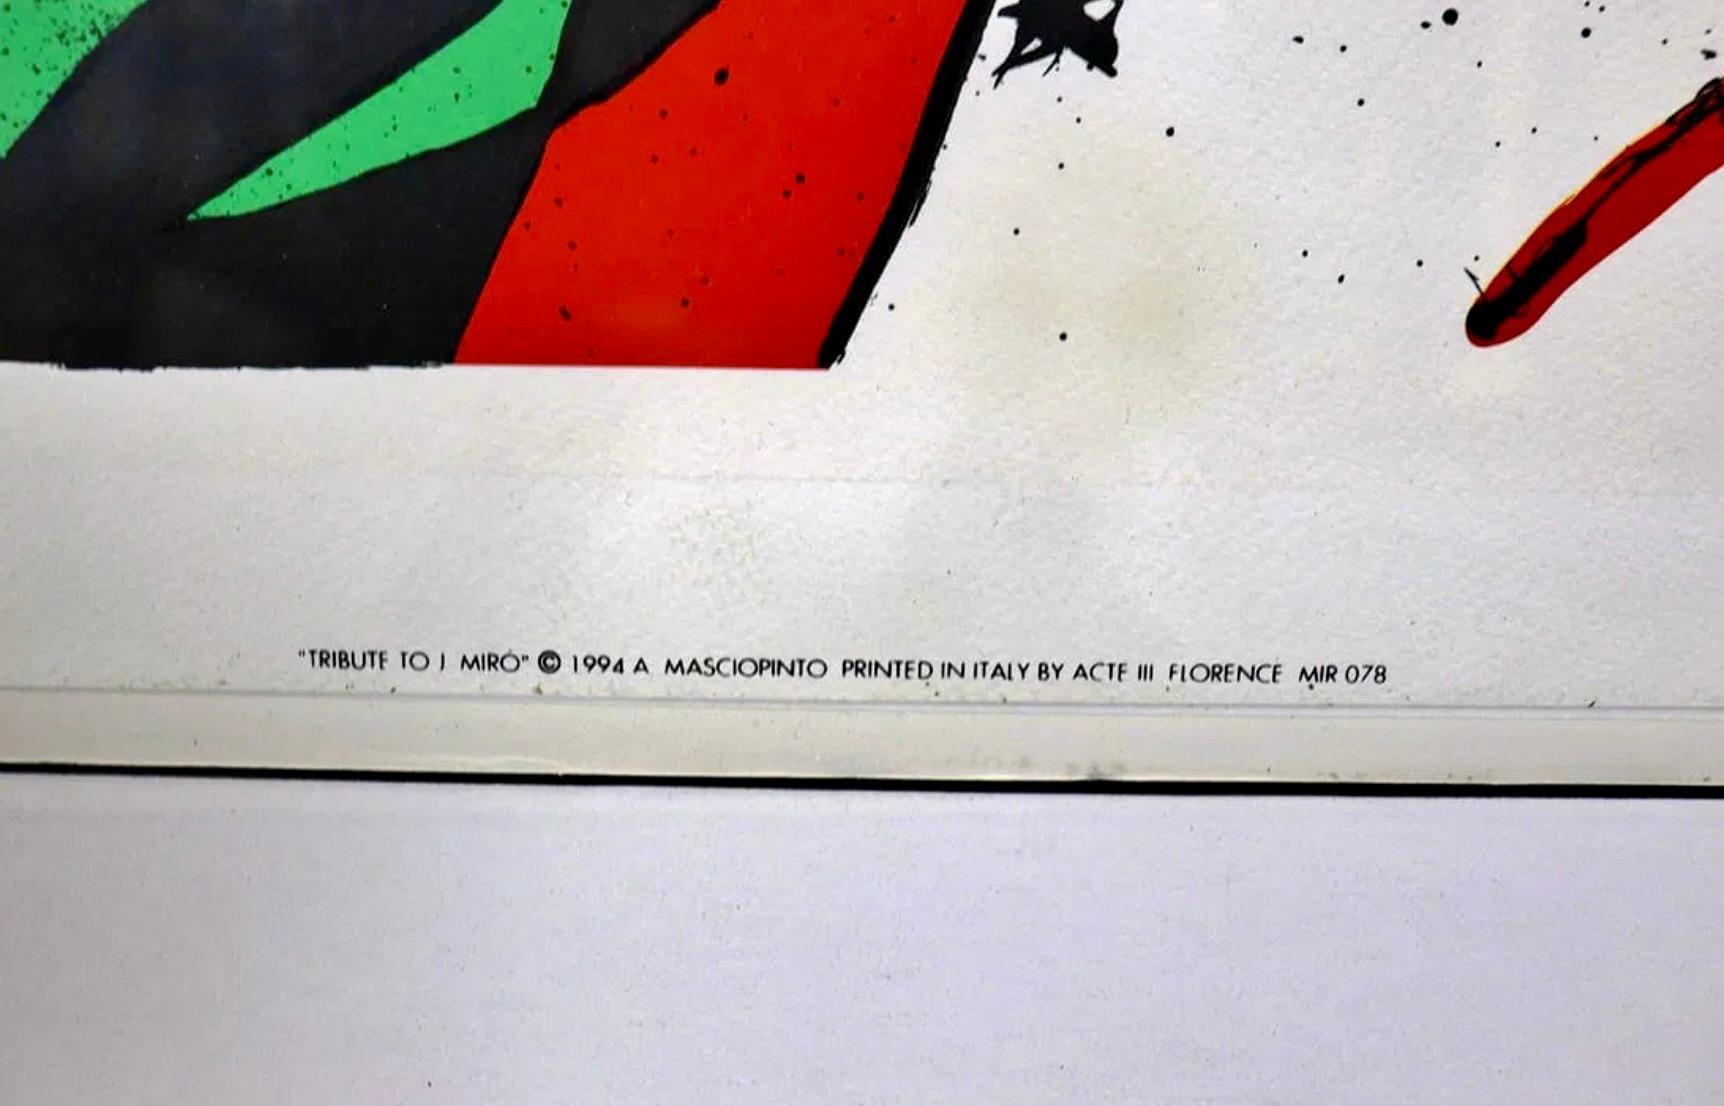 "TRIBUTE TO J MIRÓ" © 1994 A MASCIOPINTO PRINTED IN ITALY BY ACTE III FLORENCE MIR 078